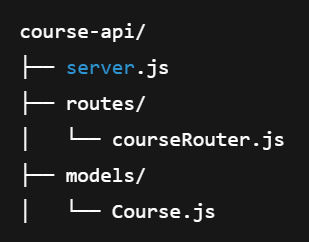 course-api/
├── server.js
├── routes/
│   └── courseRouter.js
├── models/
│   └── Course.js